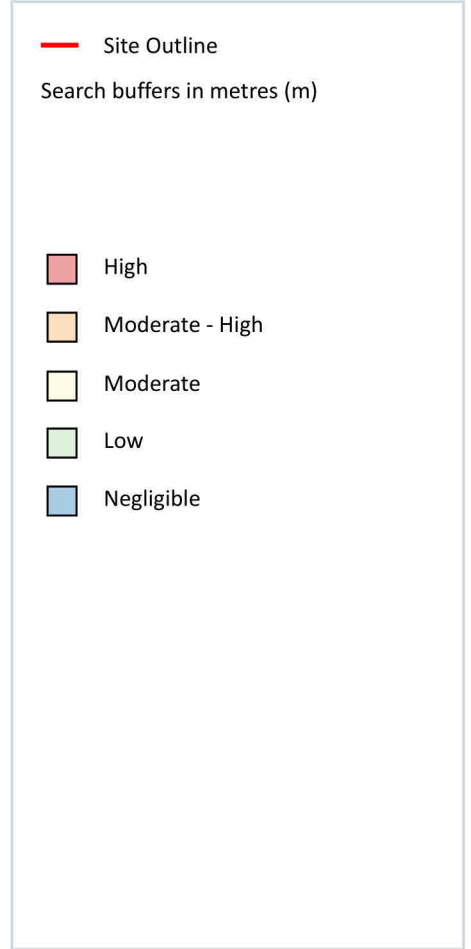 Site Outline
Search buffers in metres (m)
High
Moderate - High
Moderate
Low
Negligible